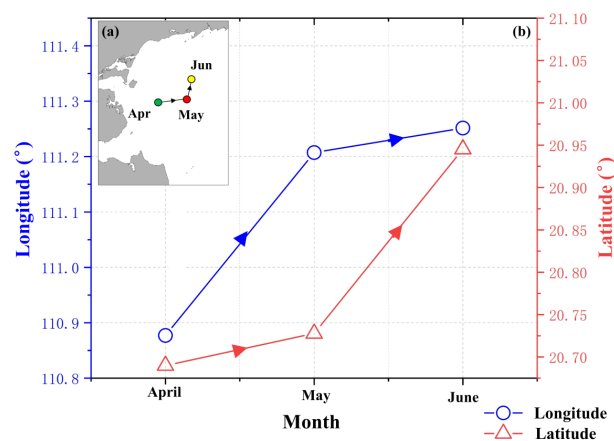 (a)
(b)
Jun
Apr
May
Longitude (°)
111.4
111.3
111.2
111.1
111.0
110.9
110.8
21.10
21.05
21.00
20.95
20.90
20.85
20.80
20.75
20.70
Latitude (°)
April
May
June
Month
Longitude
Latitude